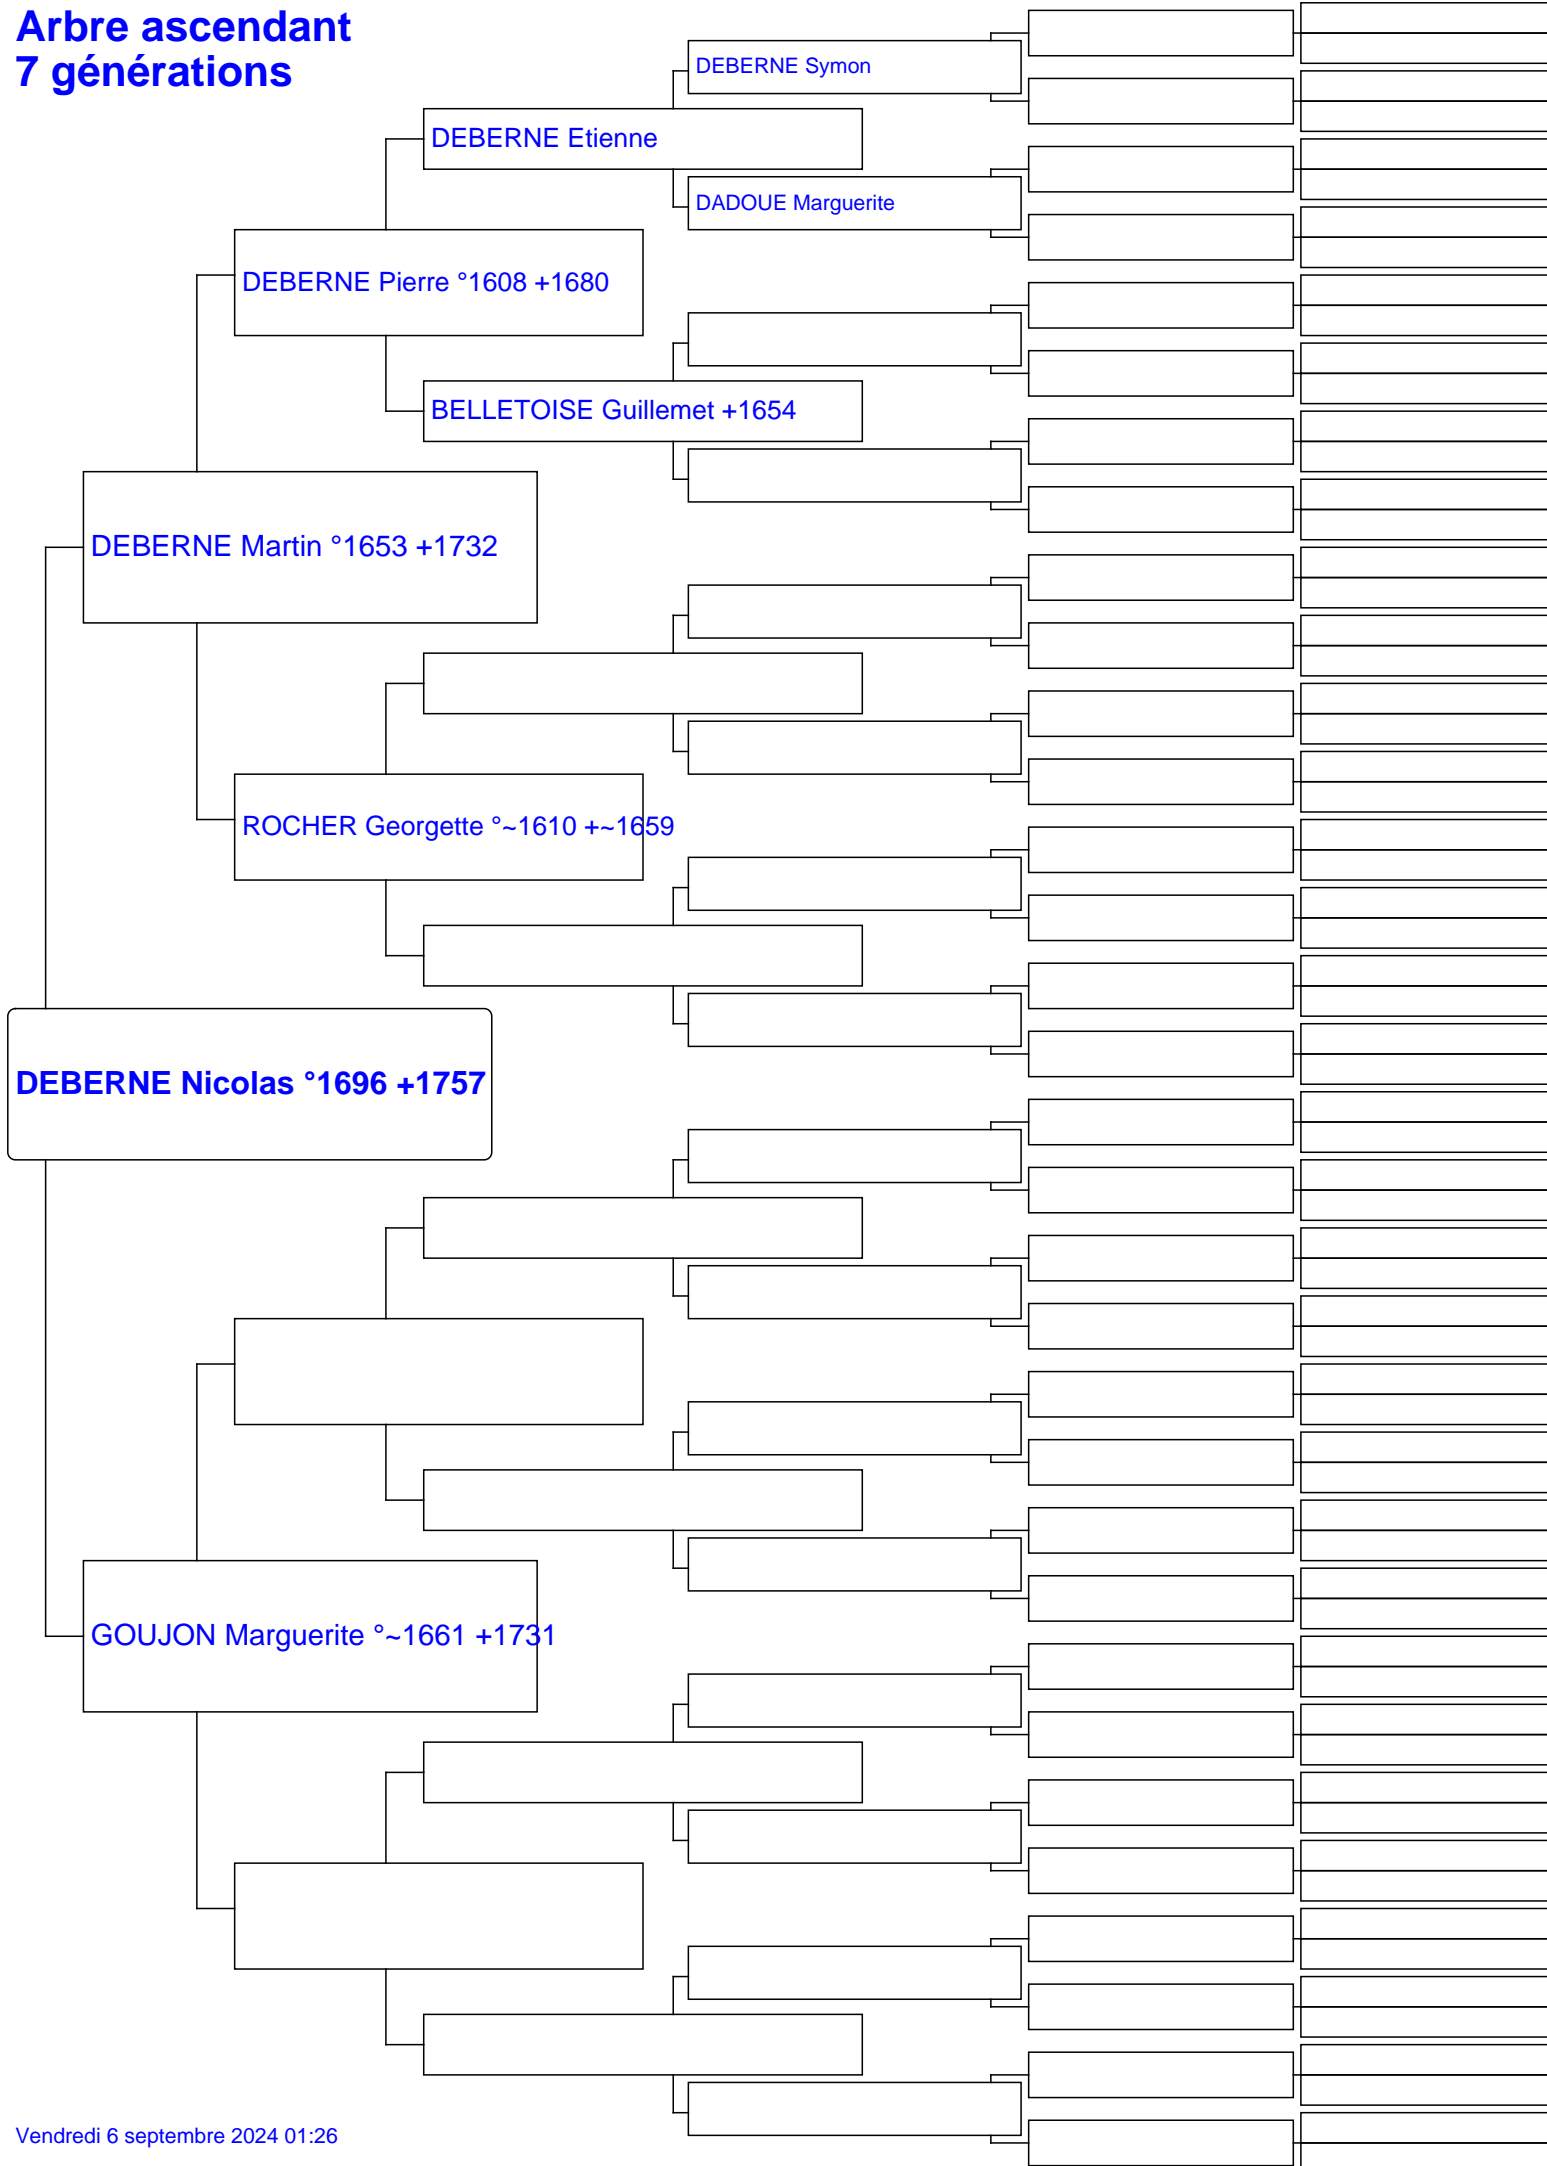 Arbre ascendant
7 générations
DEBERNE Symon
DEBERNE Etienne
DADOUE Marguerite
DEBERNE Pierre °1608 +1680
BELLETOISE Guillemet +1654
DEBERNE Martin °1653 +1732
ROCHER Georgette °~1610 +~1659
DEBERNE Nicolas °1696 +1757
GOUJON Marguerite °~1661 +1731
Vendredi 6 septembre 2024 01:26